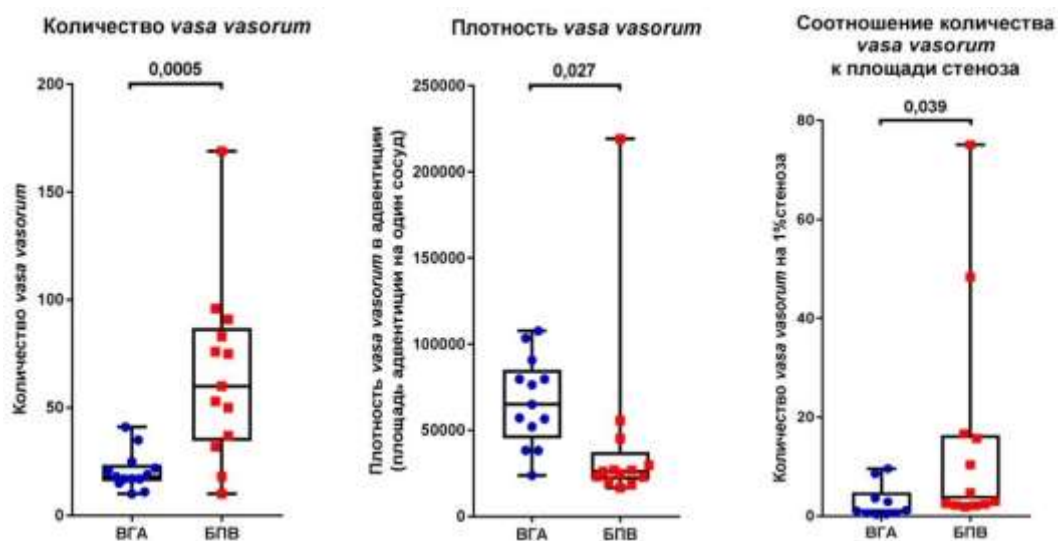 Количество vasa vasorum
0,0005
200
150
100
50
0
Количество vasa vasorum
ВГА
БПВ
Плотность vasa vasorum
0,027
250000
200000
150000
100000
50000
0
Плотность vasa vasorum в адвентиции
(площадь адвентиции на один сосуд)
ВГА
БПВ
Соотношение количества
vasa vasorum
к площади стеноза
0,039
80
60
40
20
0
Количество vasa vasorum на 1%стеноза
ВГА
БПВ